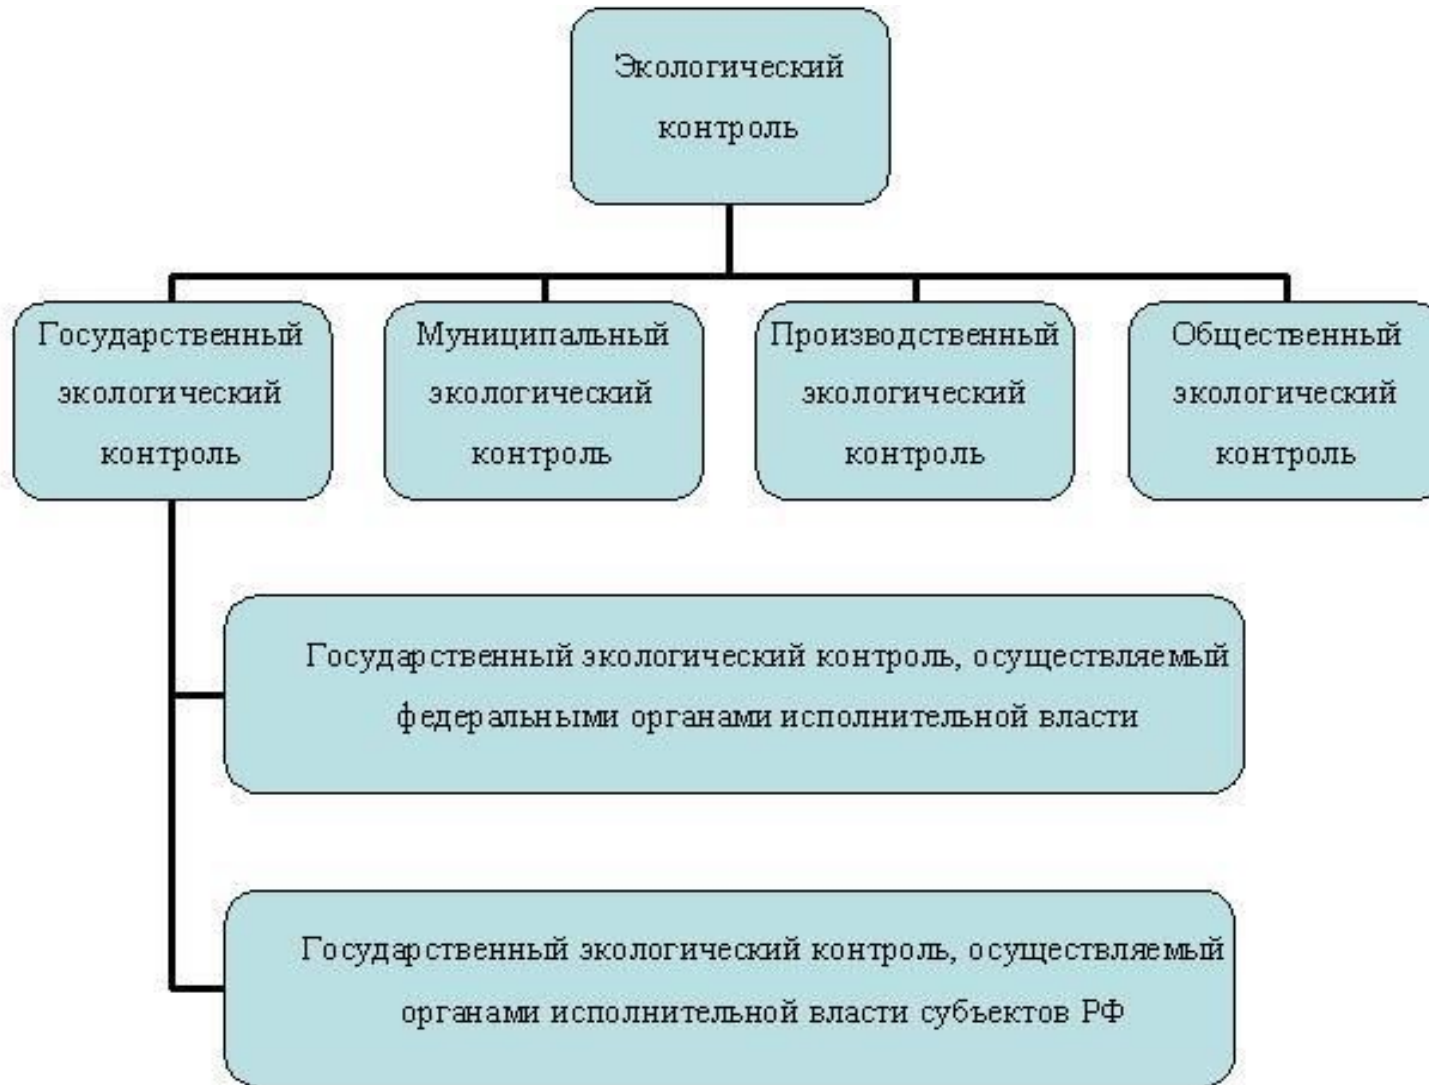 Экологический
контроль
Государственный
экологический
контроль
Муниципальный
экологический
контроль
Производственный
экологический
контроль
Общественный
экологический
контроль
Государственный экологический контроль, осуществляемый
федеральными органами исполнительной власти
Государственный экологический контроль, осуществляемый
органами исполнительной власти субъектов РФ